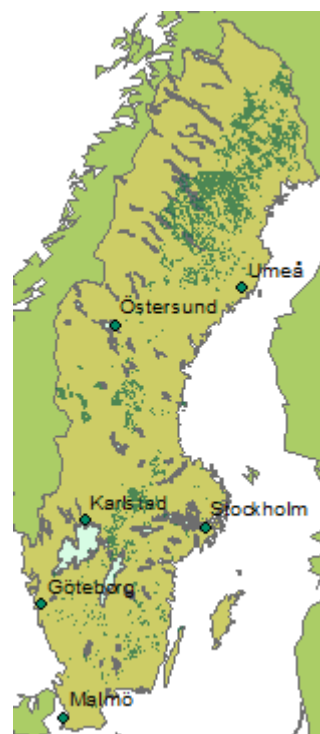 Umeå
Östersund
Karlstad
Stockholm
Göteborg
Malmö